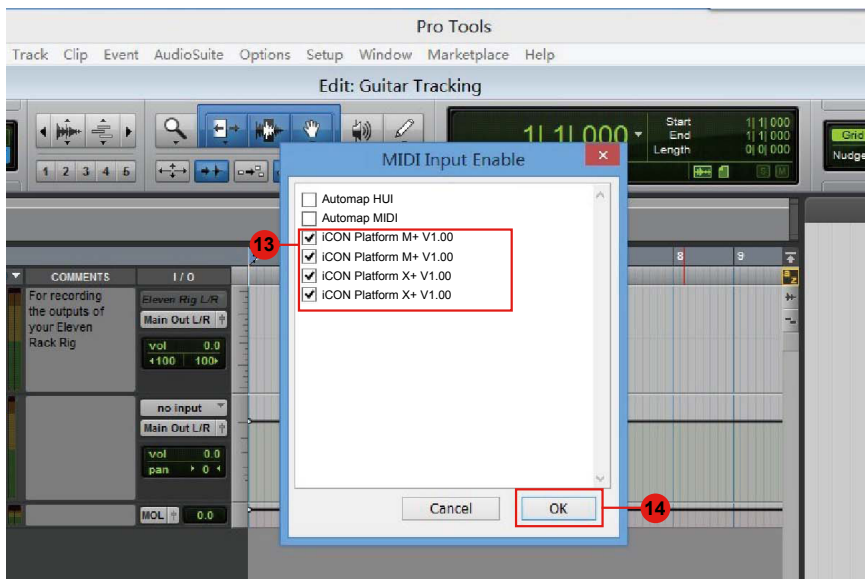 Pro Tools
Track Clip Event AudioSuite Options Setup Window Marketplace Help
Edit: Guitar Tracking
1| 1| 000
Start 1| 1| 000
End 1| 1| 000
Length 0| 0| 000
Grid
Nudge
1 2 3 4 5
S M
MIDI Input Enable
Automap HUI
Automap MIDI
13
iCON Platform M+ V1.00
iCON Platform M+ V1.00
iCON Platform X+ V1.00
iCON Platform X+ V1.00
8 9
COMMENTS I / O
a z
For recording
the outputs of
your Eleven
Rack Rig
Eleven Rig L/R
Main Out L/R
vol 0.0
100 100
no input
Main Out L/R
vol 0.0
pan 0
MOL 0.0
Cancel OK
14